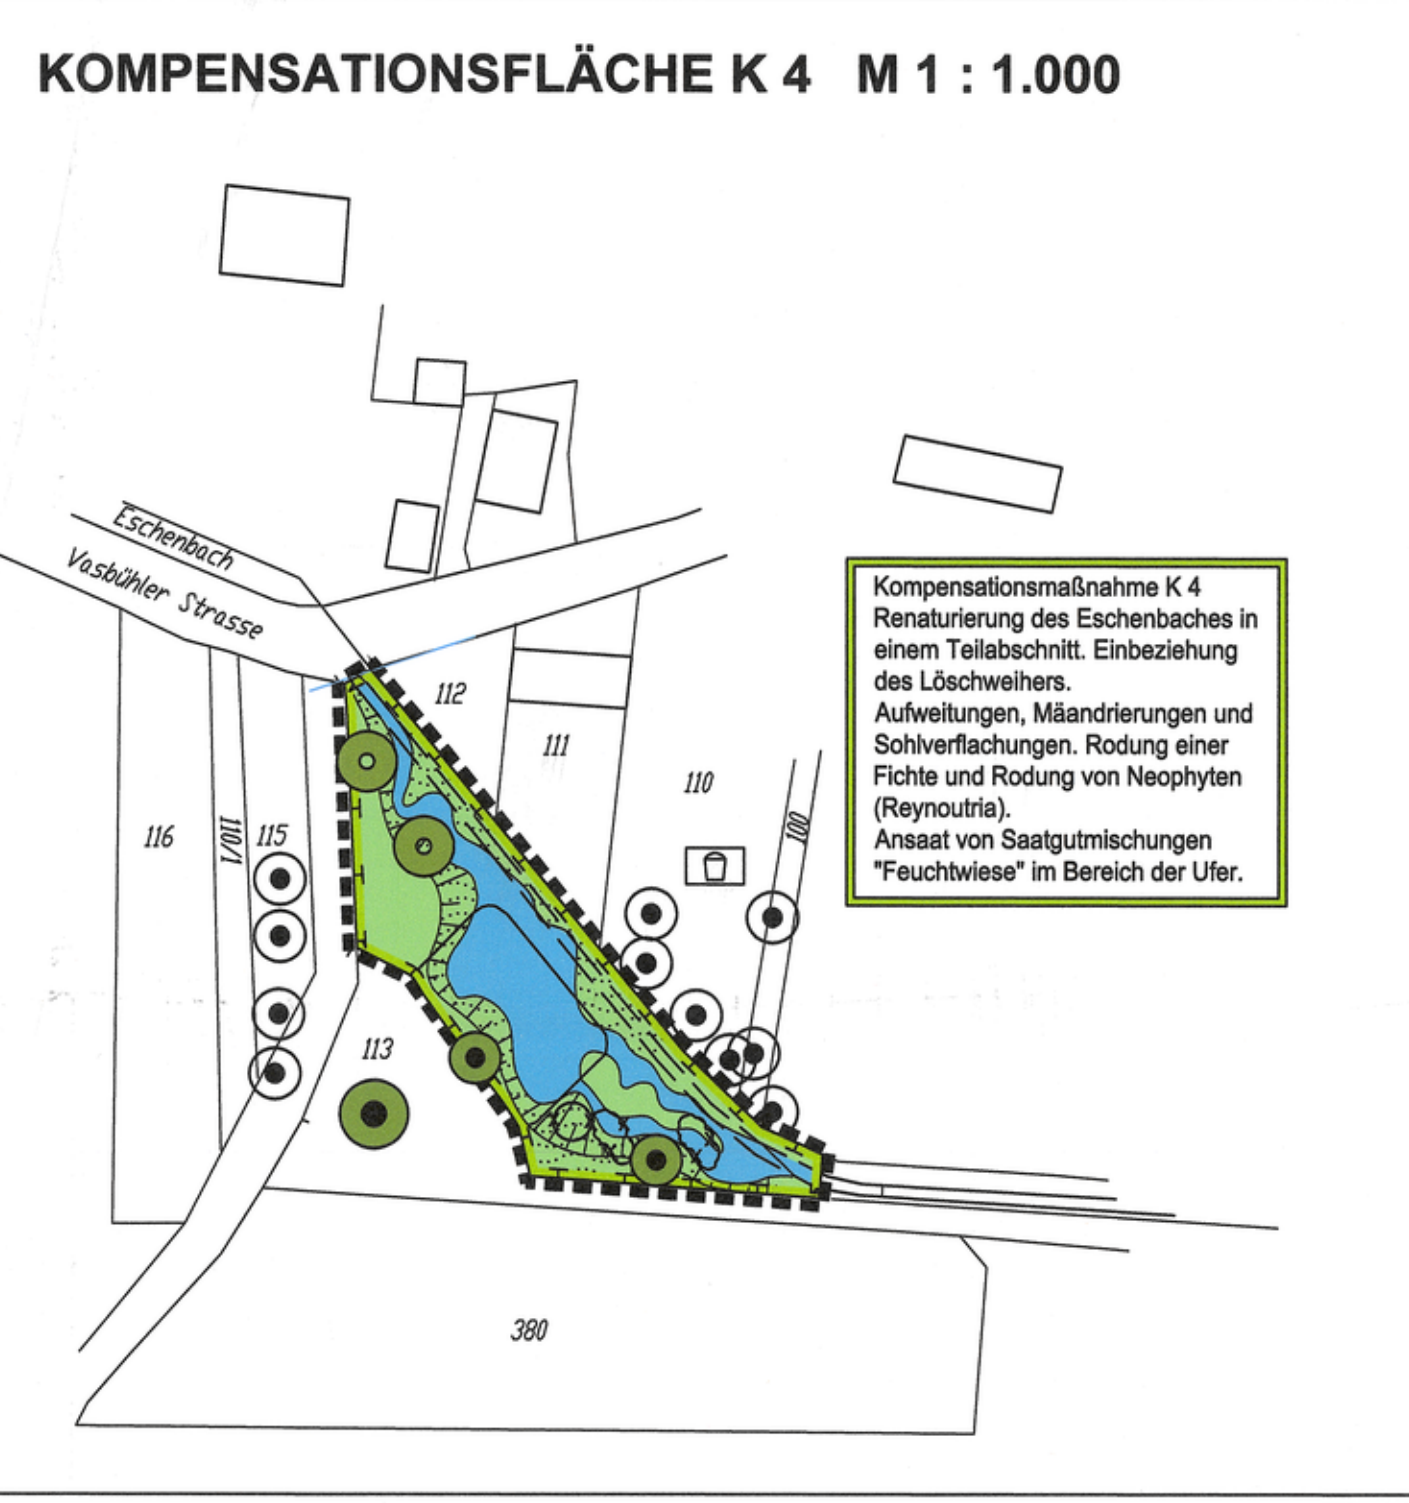 KOMPENSATIONSFLÄCHE K 4 M 1 : 1.000
Eschenbach
Vasbühler Strasse
Kompensationsmaßnahme K 4
Renaturierung des Eschenbaches in
einem Teilabschnitt. Einbeziehung
des Löschweihers.
Aufweitungen, Mäandrierungen und
Sohlverflachungen. Rodung einer
Fichte und Rodung von Neophyten
(Reynoutria).
Ansaat von Saatgutmischungen
"Feuchtwiese" im Bereich der Ufer.
112
111
110
116
110/1
115
100
113
380